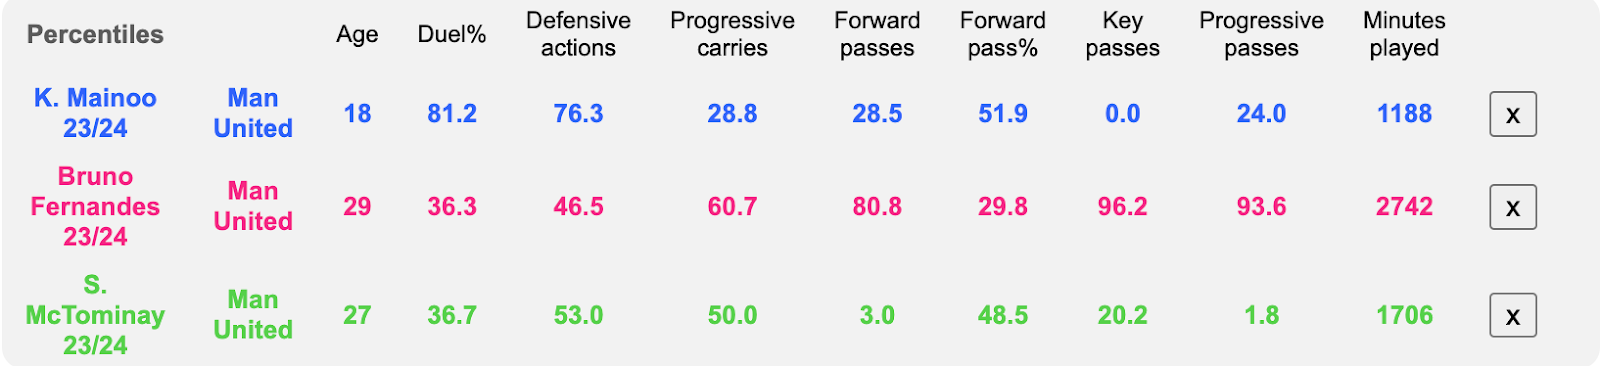 Percentiles Age Duel% Defensive actions Progressive carries Forward passes Forward pass% Key passes Progressive passes Minutes played
K. Mainoo 23/24 Man United 18 81.2 76.3 28.8 28.5 51.9 0.0 24.0 1188 x
Bruno Fernandes 23/24 Man United 29 36.3 46.5 60.7 80.8 29.8 96.2 93.6 2742 x
S. McTominay 23/24 Man United 27 36.7 53.0 50.0 3.0 48.5 20.2 1.8 1706 x